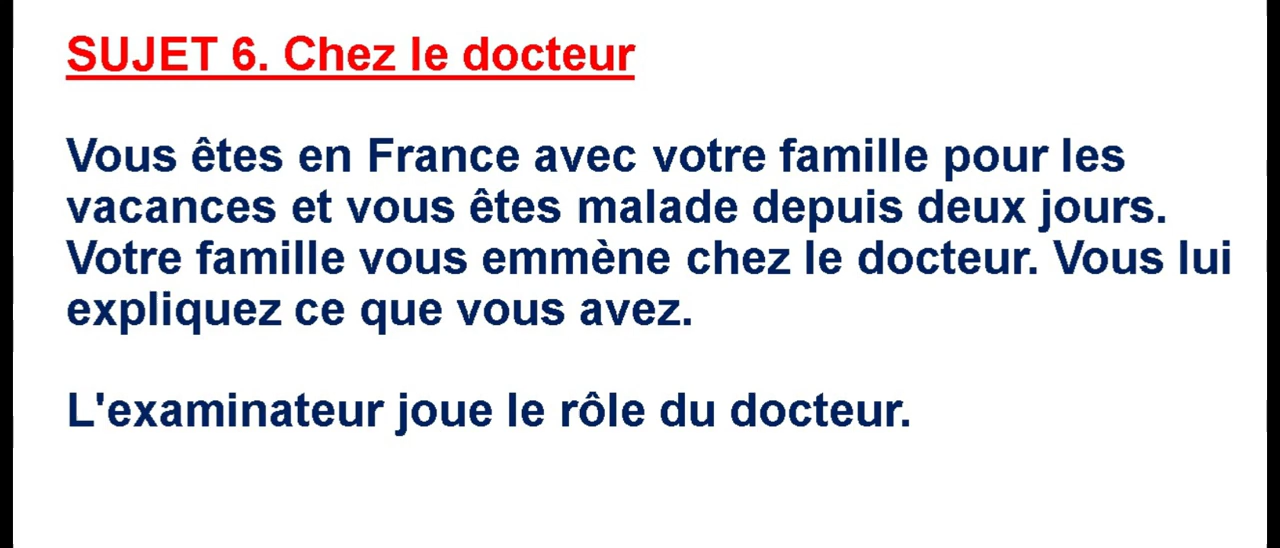 SUJET 6. Chez le docteur
Vous êtes en France avec votre famille pour les
vacances et vous êtes malade depuis deux jours.
Votre famille vous emmène chez le docteur. Vous lui
expliquez ce que vous avez.
L'examinateur joue le rôle du docteur.